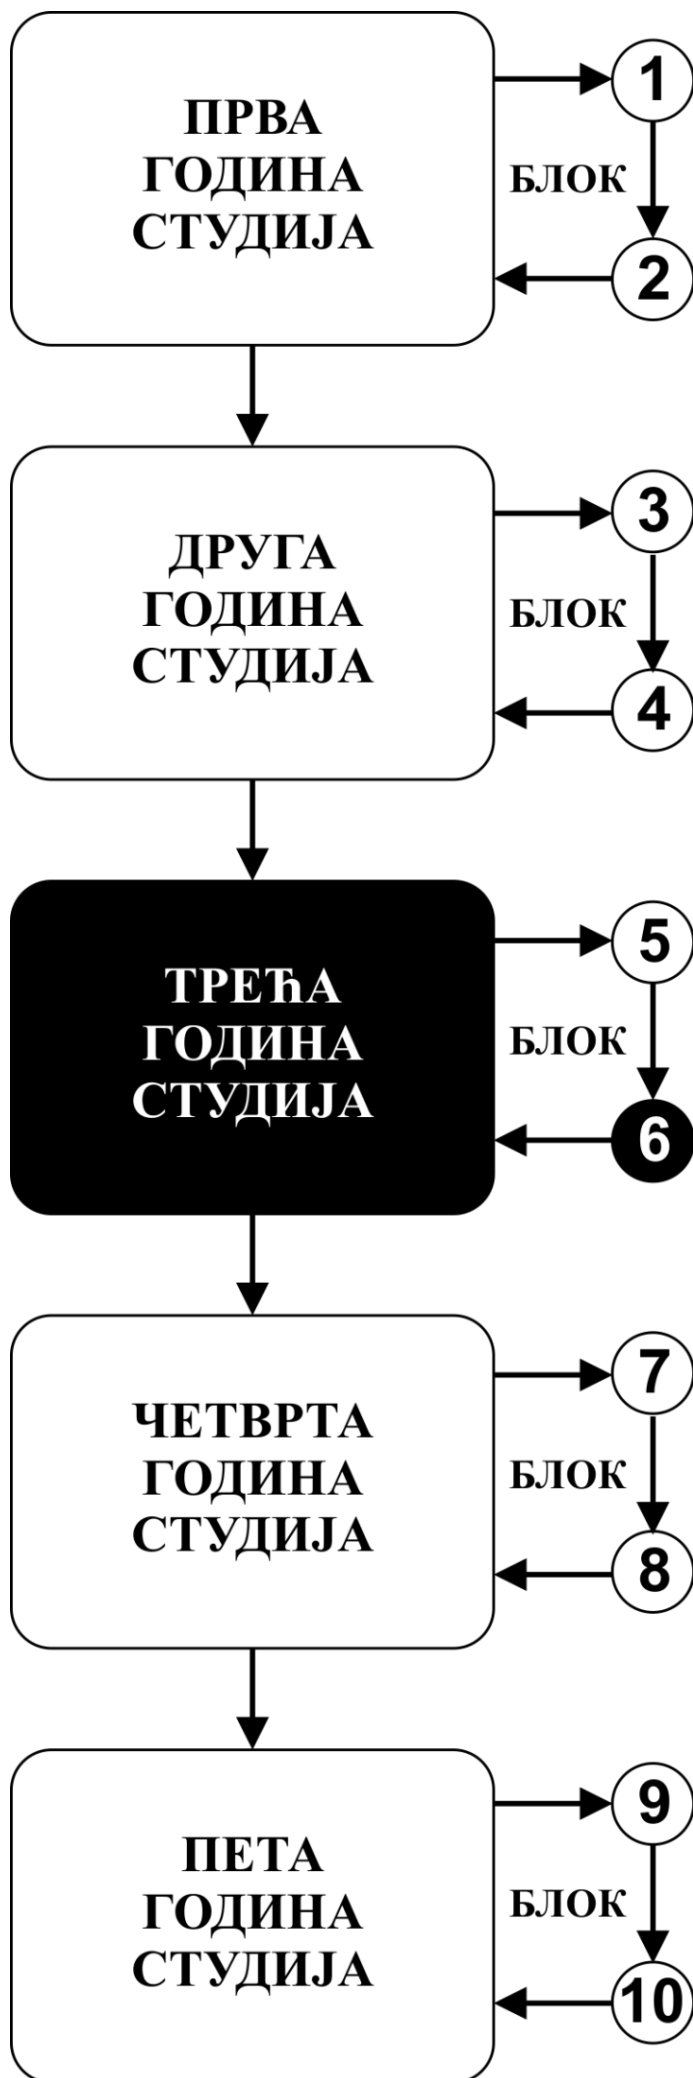 ПРВА
ГОДИНА
СТУДИЈА
1
БЛОК
2
ДРУГА
ГОДИНА
СТУДИЈА
3
БЛОК
4
ТРЕЋА
ГОДИНА
СТУДИЈА
5
БЛОК
6
ЧЕТВРТА
ГОДИНА
СТУДИЈА
7
БЛОК
8
ПЕТА
ГОДИНА
СТУДИЈА
9
БЛОК
10